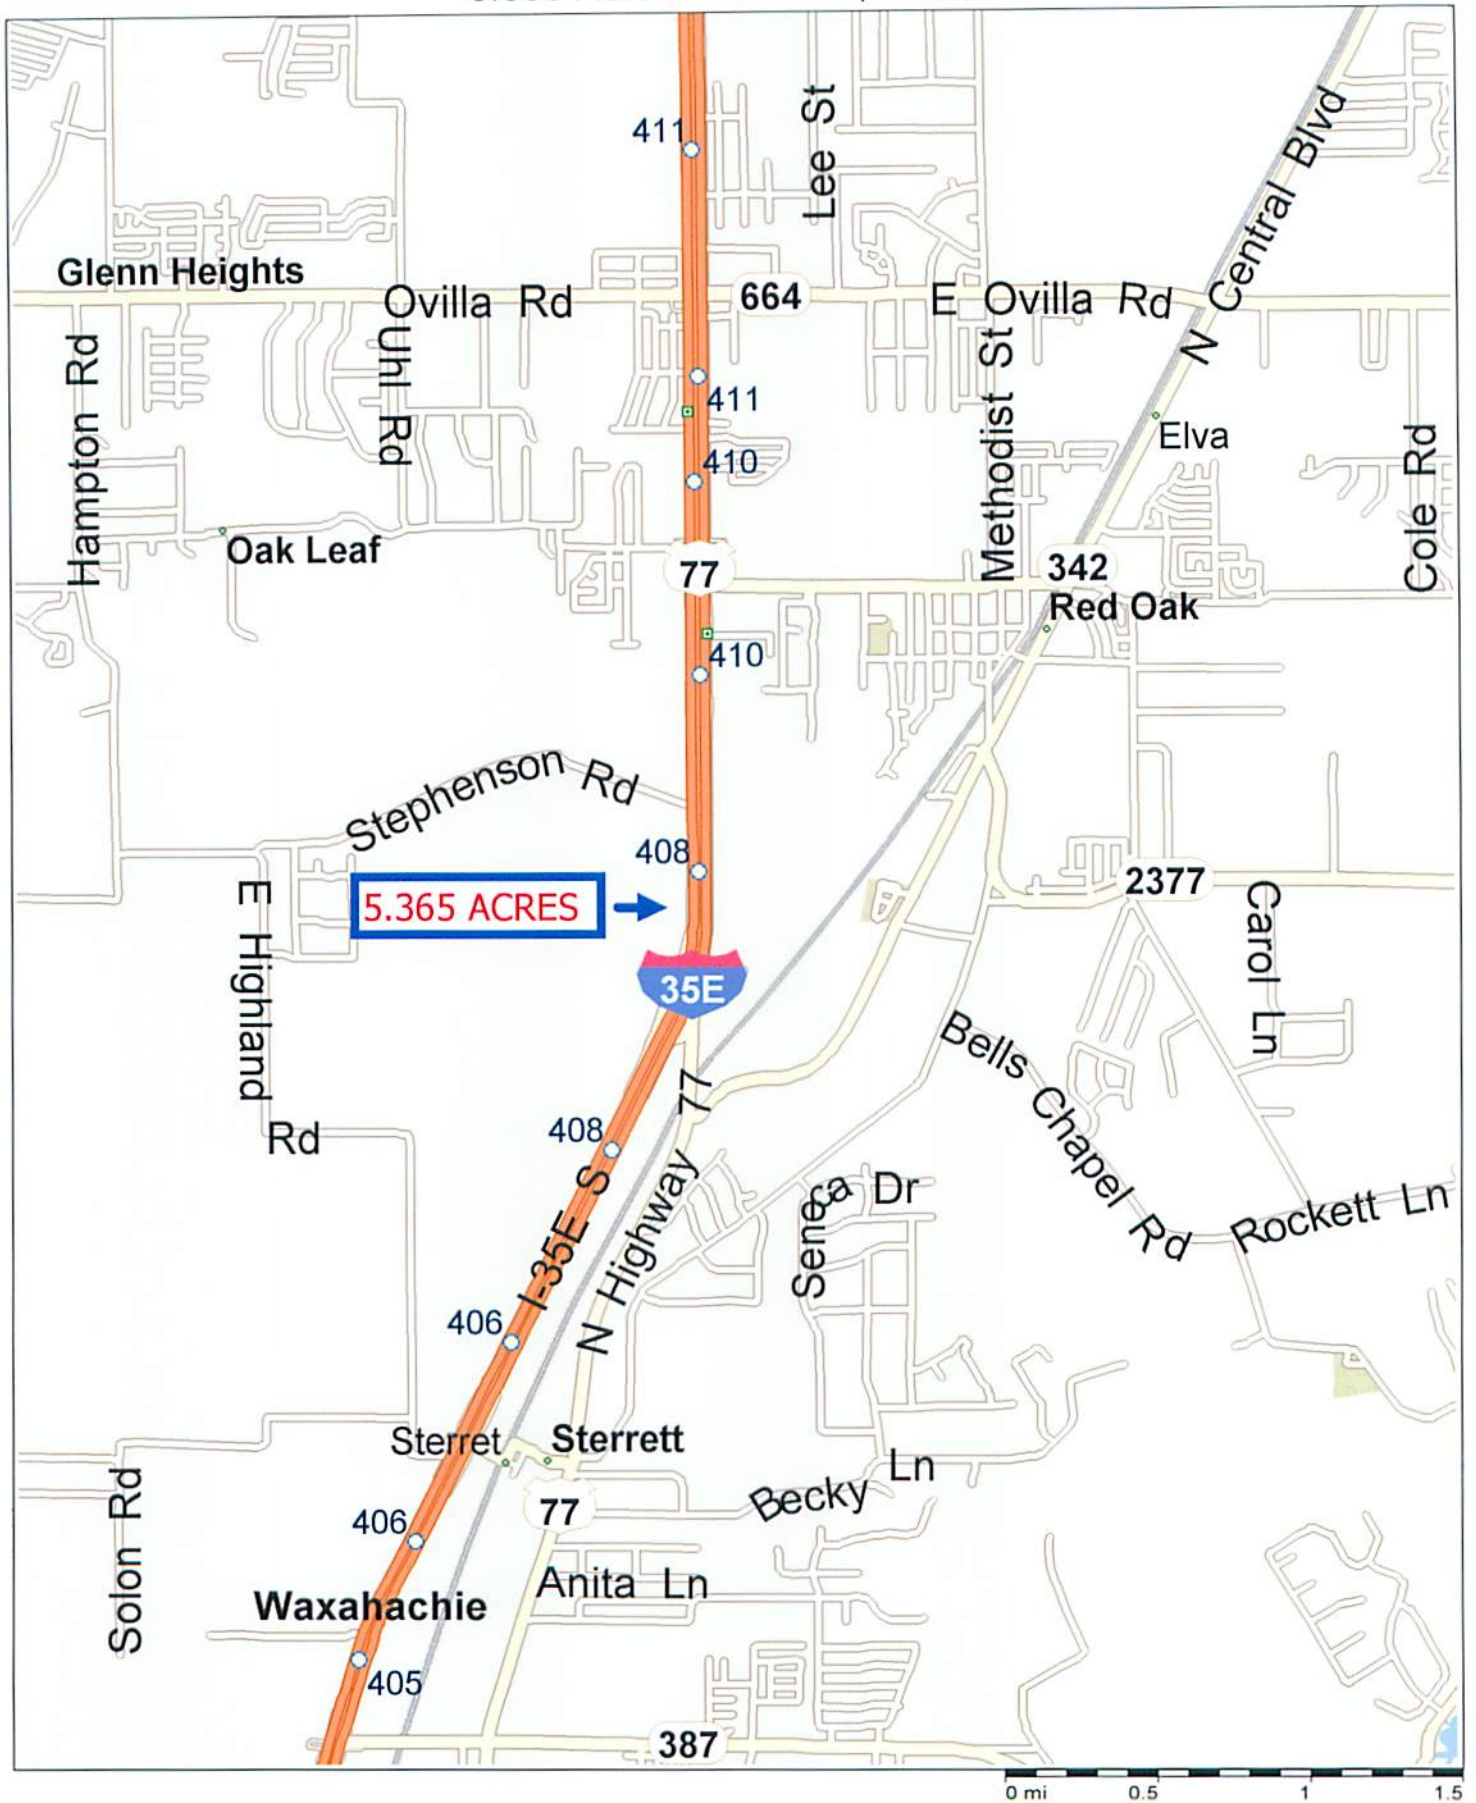 411
Lee St
N Central Blvd
Glenn Heights
Ovilla Rd
664
E Ovilla Rd
Hampton Rd
Uhl Rd
411
Methodist St
Elva
Cole Rd
410
Oak Leaf
77
342
Red Oak
410
Stephenson Rd
408
5.365 ACRES
2377
E Highland Rd
35E
Carol Ln
Bells Chapel Rd
77
408
I-35E S
N Highway
Seneca Dr
Rockett Ln
406
Sterret
Sterrett
Becky Ln
77
Solon Rd
406
Anita Ln
Waxahachie
405
387
0 mi 0.5 1 1.5